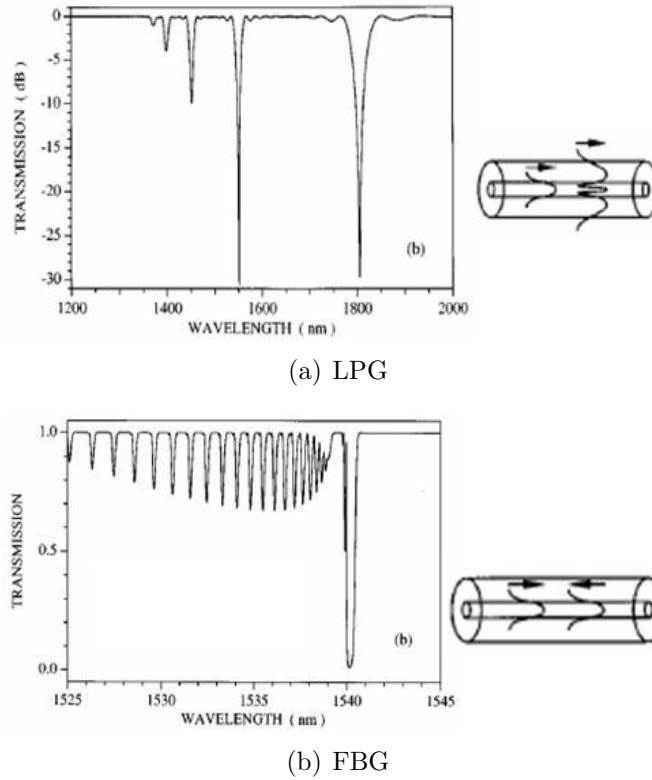 0
-5
-10
-15
-20
-25
-30
TRANSMISSION ( dB )
(b)
1200 1400 1600 1800 2000
WAVELENGTH ( nm )
(a) LPG
1.0
0.5
0.0
TRANSMISSION
(b)
1525 1530 1535 1540 1545
WAVELENGTH ( nm )
(b) FBG